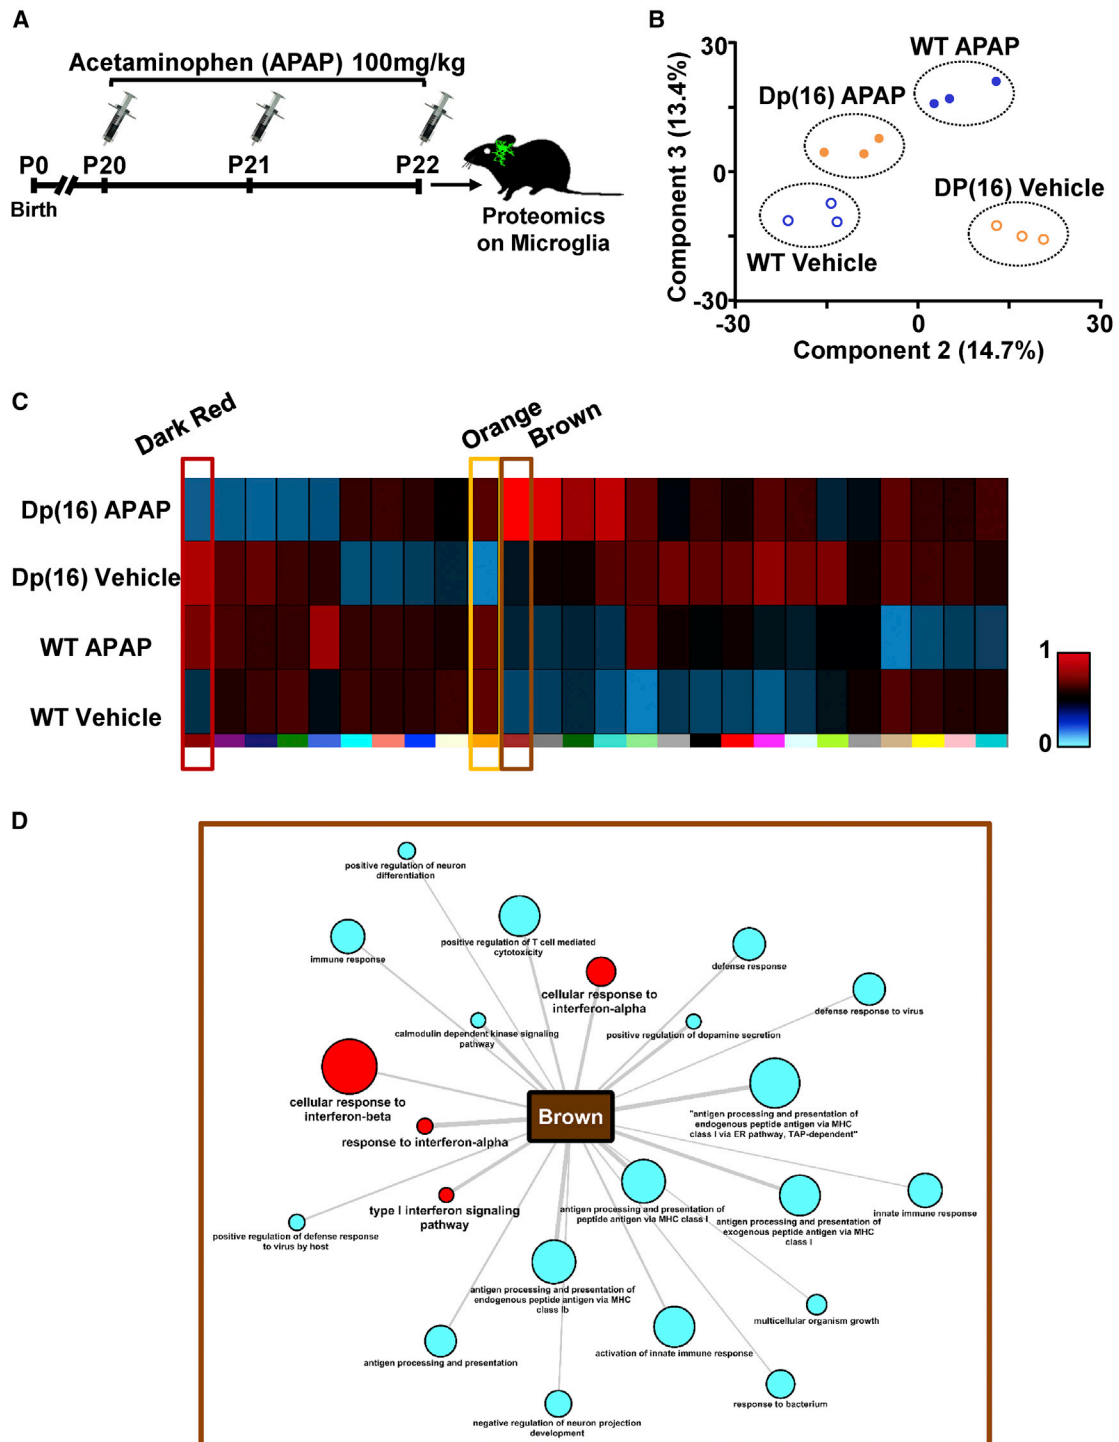 A
Acetaminophen (APAP) 100mg/kg
P0
P20
P21
P22
Birth
Proteomics
on Microglia
B
30
0
-30
-30
0
30
Component 3 (13.4%)
Component 2 (14.7%)
WT APAP
Dp(16) APAP
DP(16) Vehicle
WT Vehicle
C
Dark Red
Orange
Brown
Dp(16) APAP
Dp(16) Vehicle
WT APAP
WT Vehicle
1
0
D
positive regulation of neuron
differentiation
immune response
positive regulation of T cell mediated
cytotoxicity
defense response
cellular response to
interferon-alpha
defense response to virus
calmodulin dependent kinase signaling
pathway
positive regulation of dopamine secretion
cellular response to
interferon-beta
Brown
"antigen processing and presentation of
endogenous peptide antigen via MHC
class I via ER pathway, TAP-dependent"
response to interferon-alpha
type I interferon signaling
pathway
antigen processing and presentation of
peptide antigen via MHC class I
antigen processing and presentation of
exogenous peptide antigen via MHC
class I
innate immune response
positive regulation of defense response
to virus by host
antigen processing and presentation of
endogenous peptide antigen via MHC
class Ib
multicellular organism growth
antigen processing and presentation
activation of innate immune response
response to bacterium
negative regulation of neuron projection
development